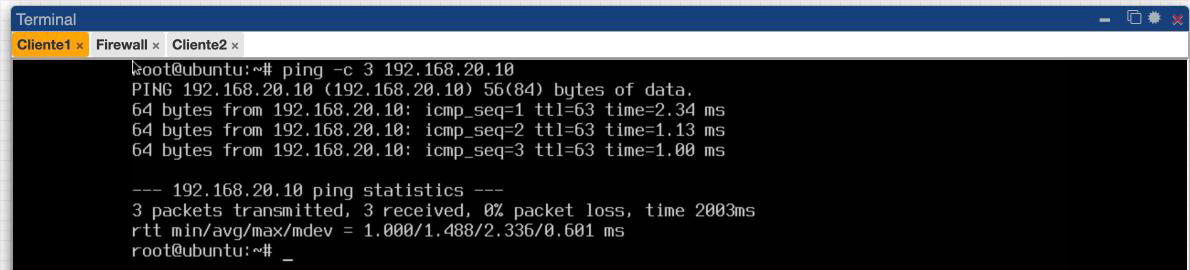 Terminal
Cliente1 × Firewall × Cliente2 ×
root@ubuntu:~# ping -c 3 192.168.20.10
PING 192.168.20.10 (192.168.20.10) 56(84) bytes of data.
64 bytes from 192.168.20.10: icmp_seq=1 ttl=63 time=2.34 ms
64 bytes from 192.168.20.10: icmp_seq=2 ttl=63 time=1.13 ms
64 bytes from 192.168.20.10: icmp_seq=3 ttl=63 time=1.00 ms
--- 192.168.20.10 ping statistics ---
3 packets transmitted, 3 received, 0% packet loss, time 2003ms
rtt min/avg/max/mdev = 1.000/1.488/2.336/0.601 ms
root@ubuntu:~# _